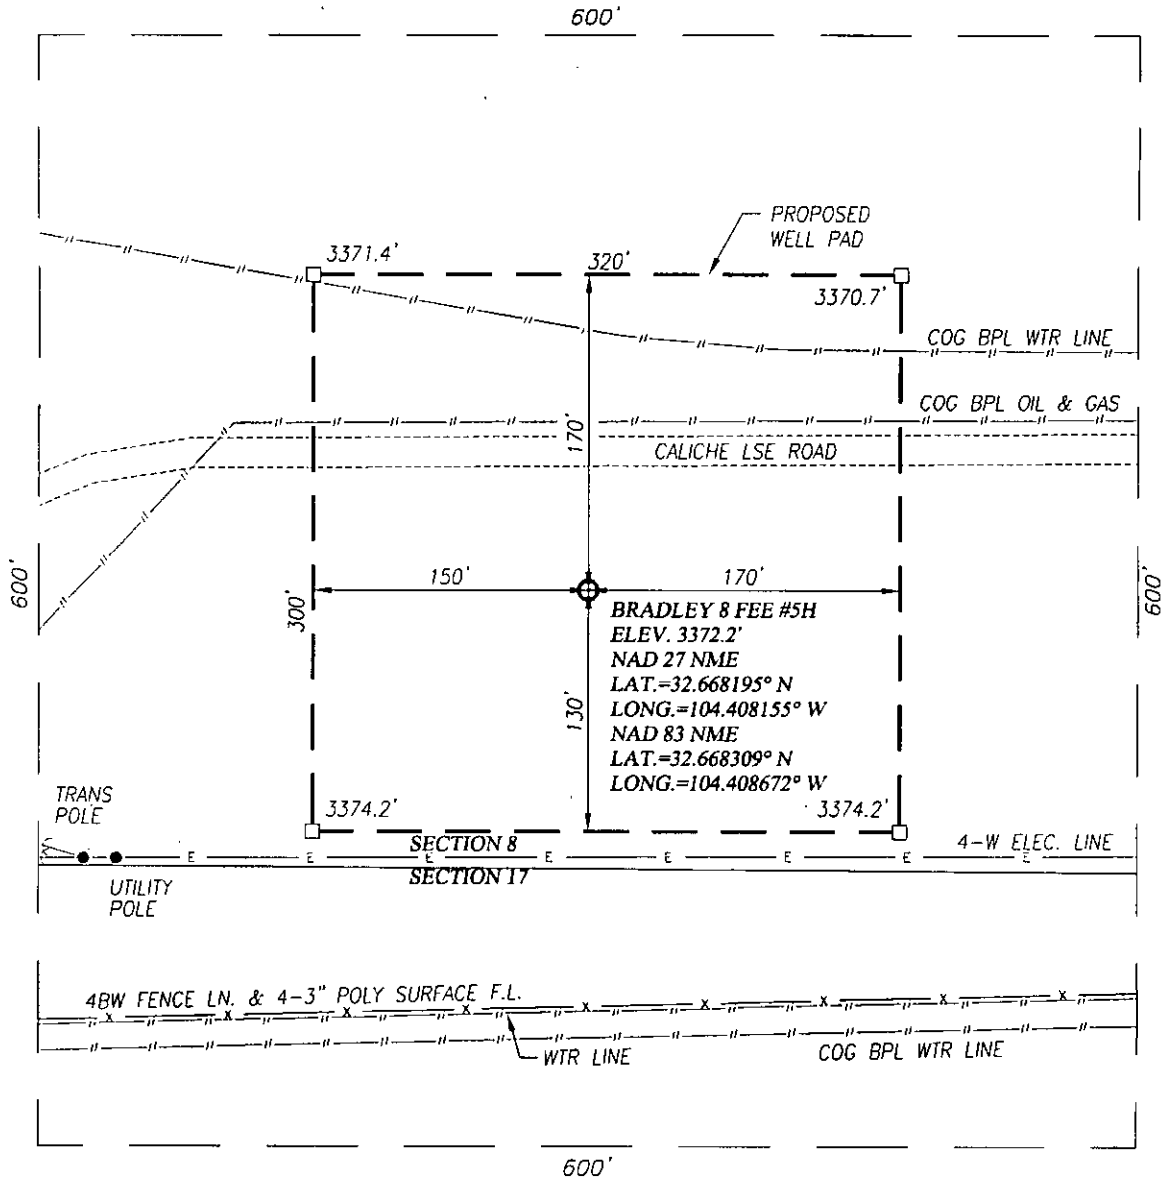 600'
PROPOSED
WELL PAD
3371.4'
320'
3370.7'
COG BPL WTR LINE
COG BPL OIL & GAS
170'
CALICHE LSE ROAD
600'
600'
150'
170'
300'
BRADLEY 8 FEE #5H
ELEV. 3372.2'
NAD 27 NME
LAT.=32.668195° N
LONG.=104.408155° W
130'
NAD 83 NME
LAT.=32.668309° N
LONG.=104.408672° W
TRANS
POLE
3374.2'
3374.2'
SECTION 8
4-W ELEC. LINE
E E E E E E E E
SECTION 17
UTILITY
POLE
4BW FENCE LN. & 4-3" POLY SURFACE F.L.
X X X X X X X X X
WTR LINE
COG BPL WTR LINE
600'